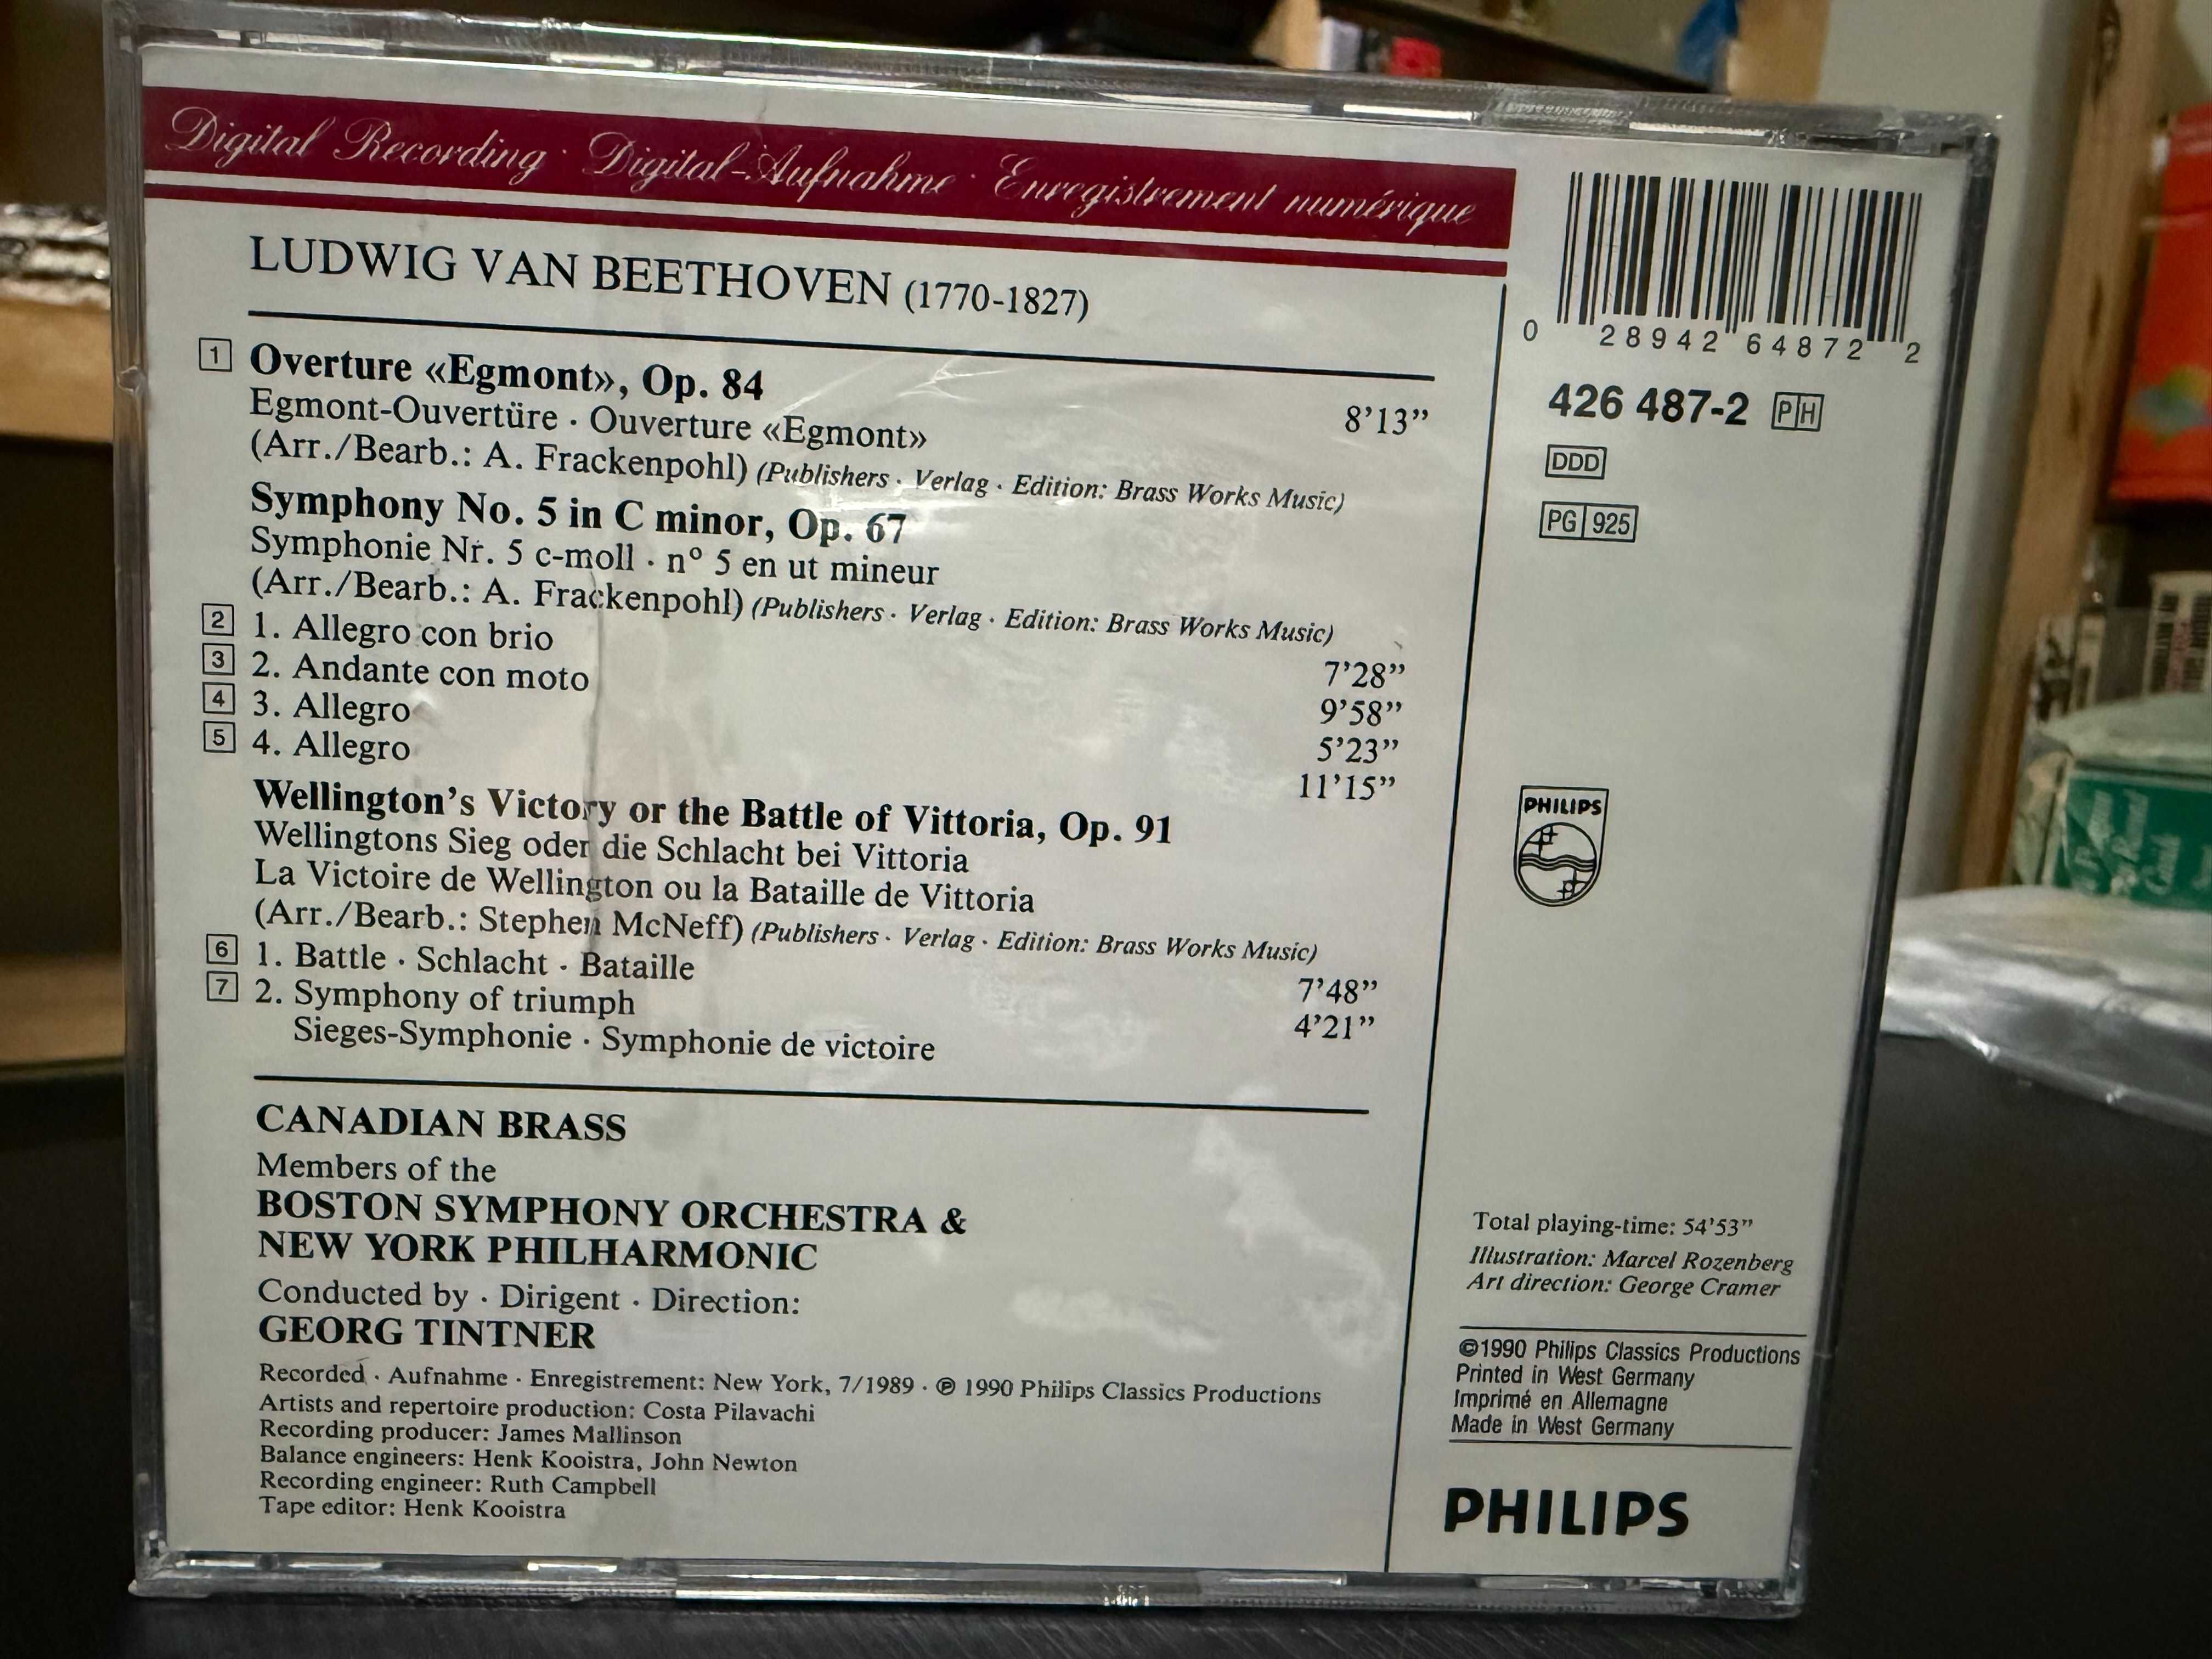 Digital Recording · Digital-Aufnahme · Enregistrement numérique
LUDWIG VAN BEETHOVEN (1770-1827)
1 Overture «Egmont», Op. 84
Egmont-Ouvertüre · Ouverture «Egmont» 8’13”
(Arr./Bearb.: A. Frackenpohl) (Publishers · Verlag · Edition: Brass Works Music)
Symphony No. 5 in C minor, Op. 67
Symphonie Nr. 5 c-moll · nº 5 en ut mineur
(Arr./Bearb.: A. Frackenpohl) (Publishers · Verlag · Edition: Brass Works Music)
2 1. Allegro con brio 7’28”
3 2. Andante con moto 9’58”
4 3. Allegro 5’23”
5 4. Allegro 11’15”
Wellington’s Victory or the Battle of Vittoria, Op. 91
Wellingtons Sieg oder die Schlacht bei Vittoria
La Victoire de Wellington ou la Bataille de Vittoria
(Arr./Bearb.: Stephen McNeff) (Publishers · Verlag · Edition: Brass Works Music)
6 1. Battle · Schlacht · Bataille 7’48”
7 2. Symphony of triumph 4’21”
Sieges-Symphonie · Symphonie de victoire
CANADIAN BRASS
Members of the
BOSTON SYMPHONY ORCHESTRA &
NEW YORK PHILHARMONIC
Conducted by · Dirigent · Direction:
GEORG TINTNER
Recorded · Aufnahme · Enregistrement: New York, 7/1989 · ℗ 1990 Philips Classics Productions
Artists and repertoire production: Costa Pilavachi
Recording producer: James Mallinson
Balance engineers: Henk Kooistra, John Newton
Recording engineer: Ruth Campbell
Tape editor: Henk Kooistra
0 28942 64872 2
426 487-2 PH
DDD
PG 925
PHILIPS
Total playing-time: 54’53”
Illustration: Marcel Rozenberg
Art direction: George Cramer
©1990 Philips Classics Productions
Printed in West Germany
Imprimé en Allemagne
Made in West Germany
PHILIPS